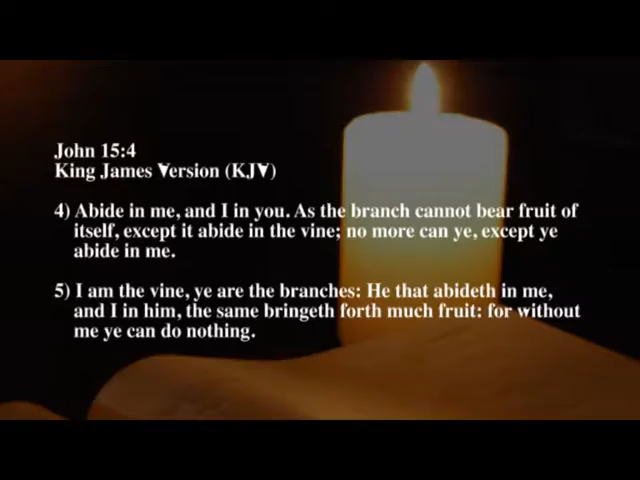 John 15:4
King James ∀ersion (KJ∀)
4) Abide in me, and I in you. As the branch cannot bear fruit of
itself, except it abide in the vine; no more can ye, except ye
abide in me.
5) I am the vine, ye are the branches: He that abideth in me,
and I in him, the same bringeth forth much fruit: for without
me ye can do nothing.